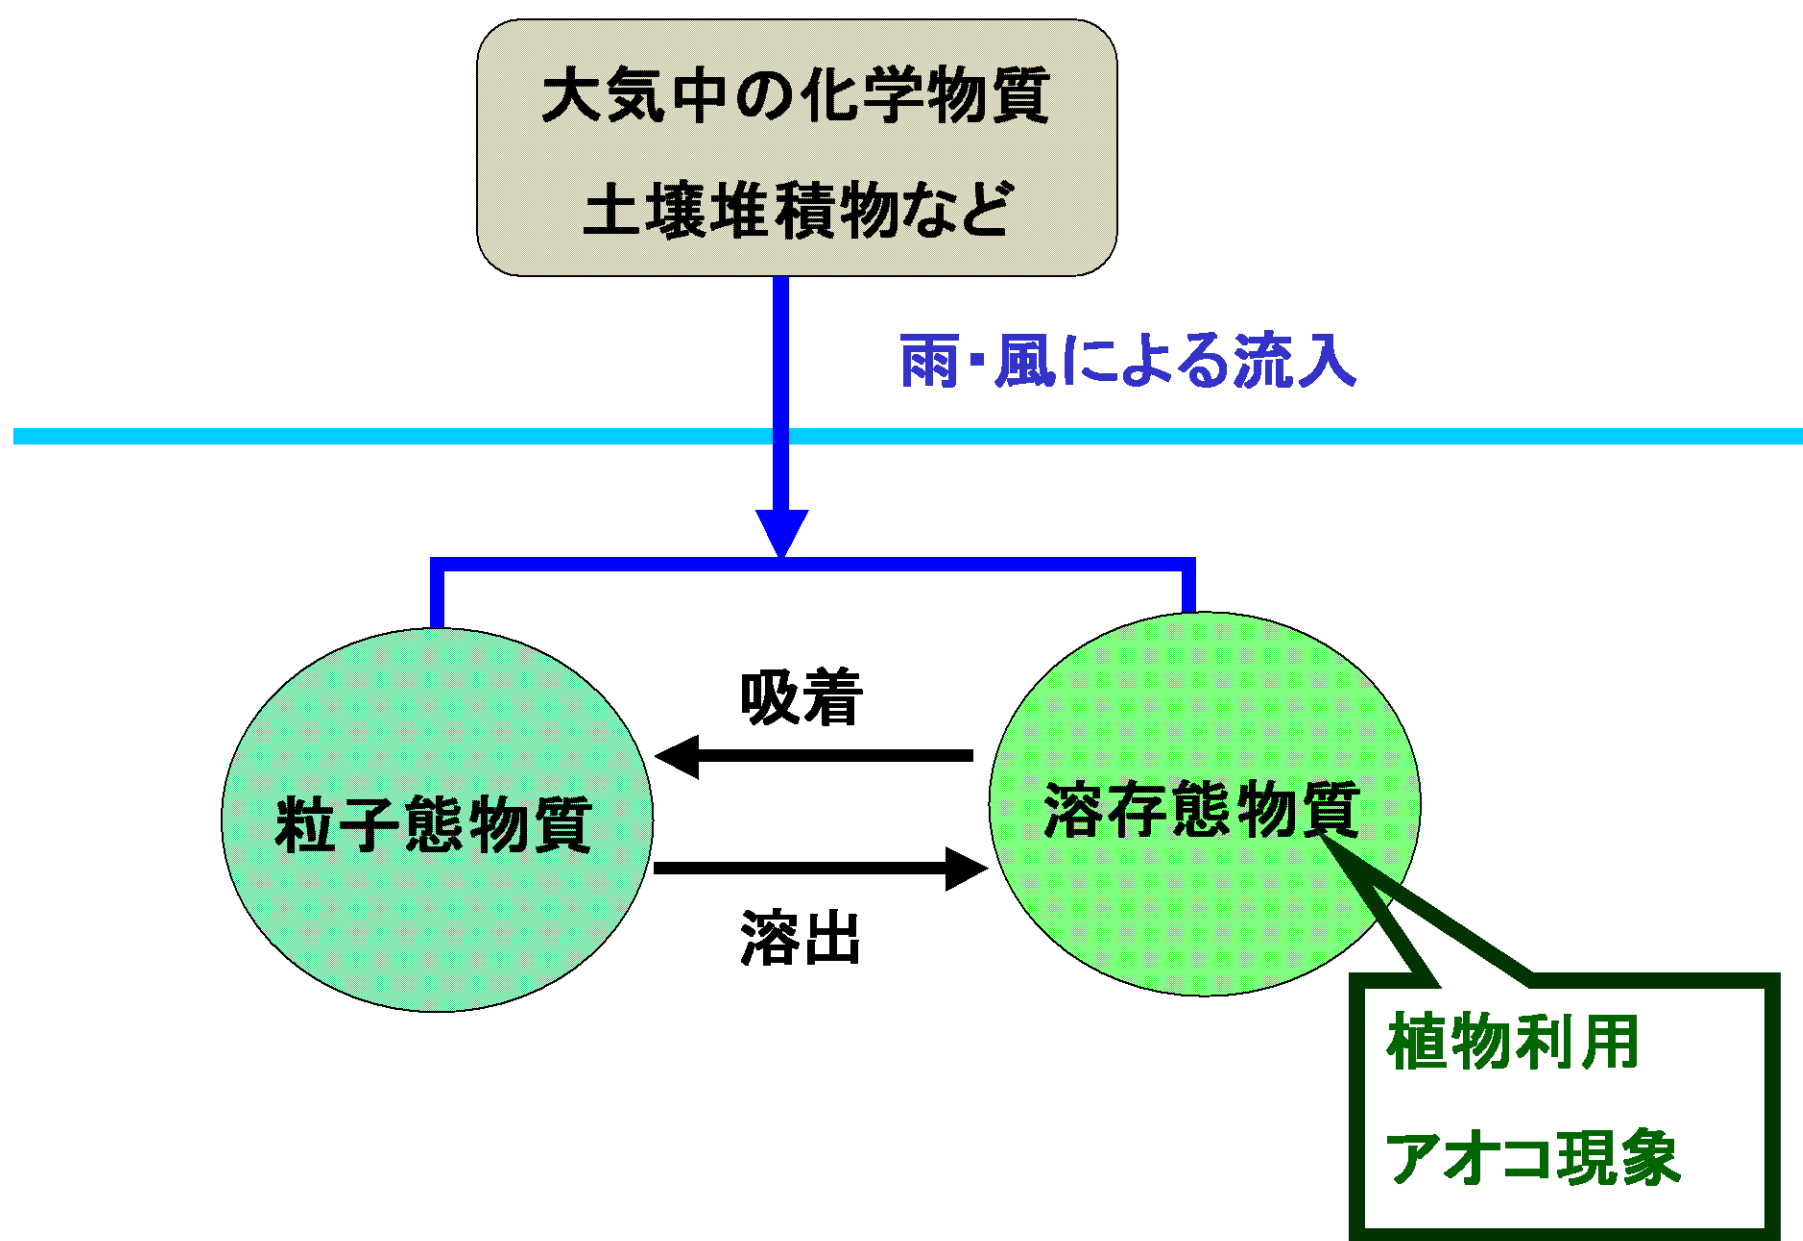 大気中の化学物質
土壌堆積物など
雨・風による流入
吸着
粒子態物質
溶存態物質
溶出
植物利用
アオコ現象